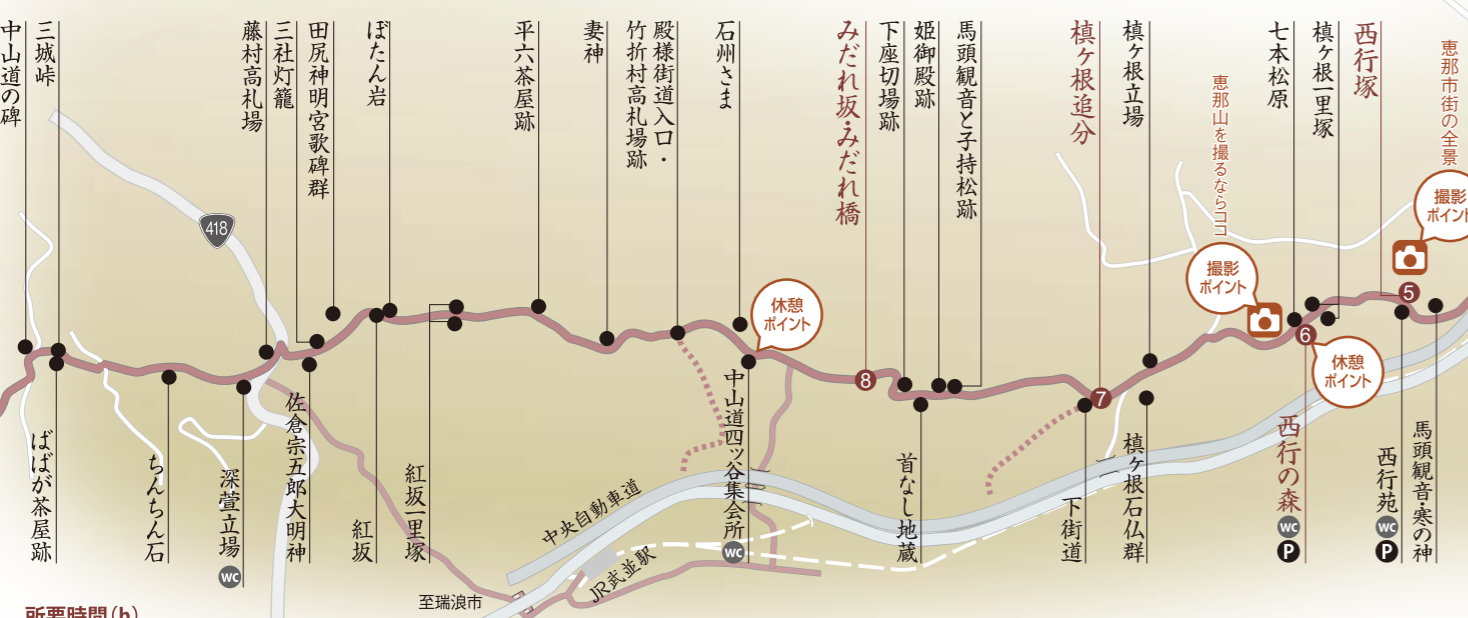 恵那市街の全景
撮影
ポイント
西行塚
槙ヶ根一里塚
七本松原
恵那山を撮るならココ
撮影
ポイント
槙ヶ根立場
槙ヶ根追分
馬頭観音と子持松跡
姫御殿跡
下座切場跡
みだれ坂・みだれ橋
石州さま
殿様街道入口・
竹折村高札場跡
妻神
平六茶屋跡
ぼたん岩
田尻神明宮歌碑群
三社灯籠
藤村高札場
三城峠
中山道の碑
418
休憩
ポイント
休憩
ポイント
5
6
7
8
馬頭観音・寒の神
西行苑
WC
P
西行の森
WC
P
槙ヶ根石仏群
下街道
首なし地蔵
中山道四ッ谷集会所
WC
中央自動車道
JR武並駅
至瑞浪市
紅坂一里塚
紅坂
佐倉宗五郎大明神
深萱立場
WC
ちんちん石
ばばが茶屋跡
所要時間(h)